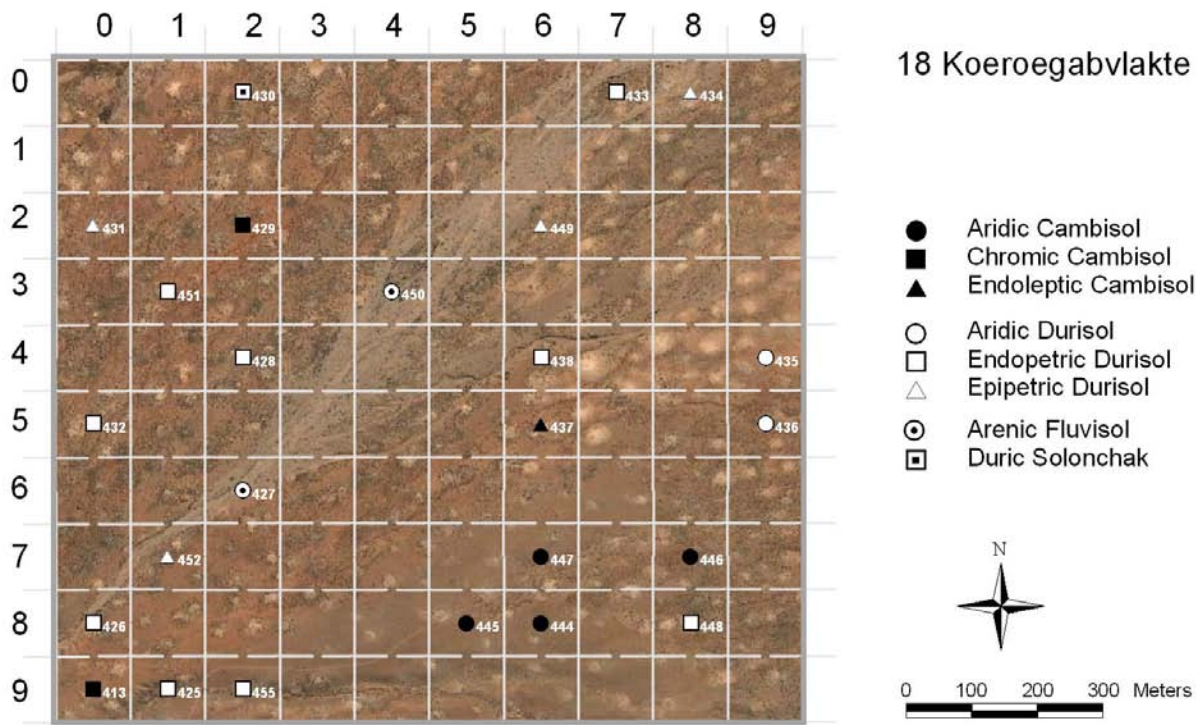 0 1 2 3 4 5 6 7 8 9
18 Koeroegabvlakte
0 430 433 434
1
2 431 429 449
3 451 450
4 428 438 435
5 432 437 436
6 427
7 452 447 446
8 426 445 444 448
9 413 425 455
Aridic Cambisol
Chromic Cambisol
Endoleptic Cambisol
Aridic Durisol
Endopetric Durisol
Epipetric Durisol
Arenic Fluvisol
Duric Solonchak
N
0 100 200 300 Meters